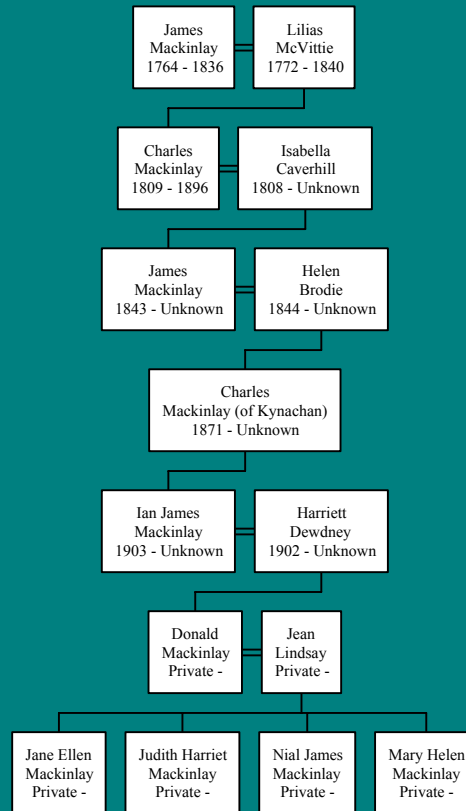 James
Mackinlay
1764 - 1836
Lilias
McVittie
1772 - 1840
Charles
Mackinlay
1809 - 1896
Isabella
Caverhill
1808 - Unknown
James
Mackinlay
1843 - Unknown
Helen
Brodie
1844 - Unknown
Charles
Mackinlay (of Kynachan)
1871 - Unknown
Ian James
Mackinlay
1903 - Unknown
Harriett
Dewdney
1902 - Unknown
Donald
Mackinlay
Private -
Jean
Lindsay
Private -
Jane Ellen
Mackinlay
Private -
Judith Harriet
Mackinlay
Private -
Nial James
Mackinlay
Private -
Mary Helen
Mackinlay
Private -